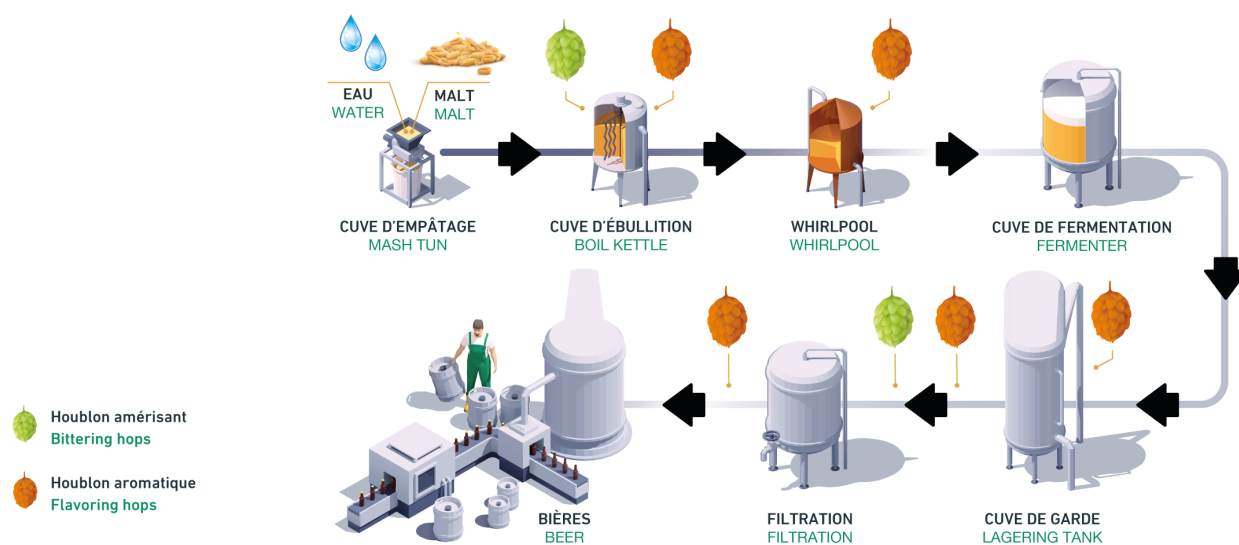 EAU
WATER
MALT
MALT
CUVE D'EMPÂTAGE
MASH TUN
CUVE D'ÉBULLITION
BOIL KETTLE
WHIRLPOOL
WHIRLPOOL
CUVE DE FERMENTATION
FERMENTER
Houblon amérisant
Bittering hops
Houblon aromatique
Flavoring hops
BIÈRES
BEER
FILTRATION
FILTRATION
CUVE DE GARDE
LAGERING TANK